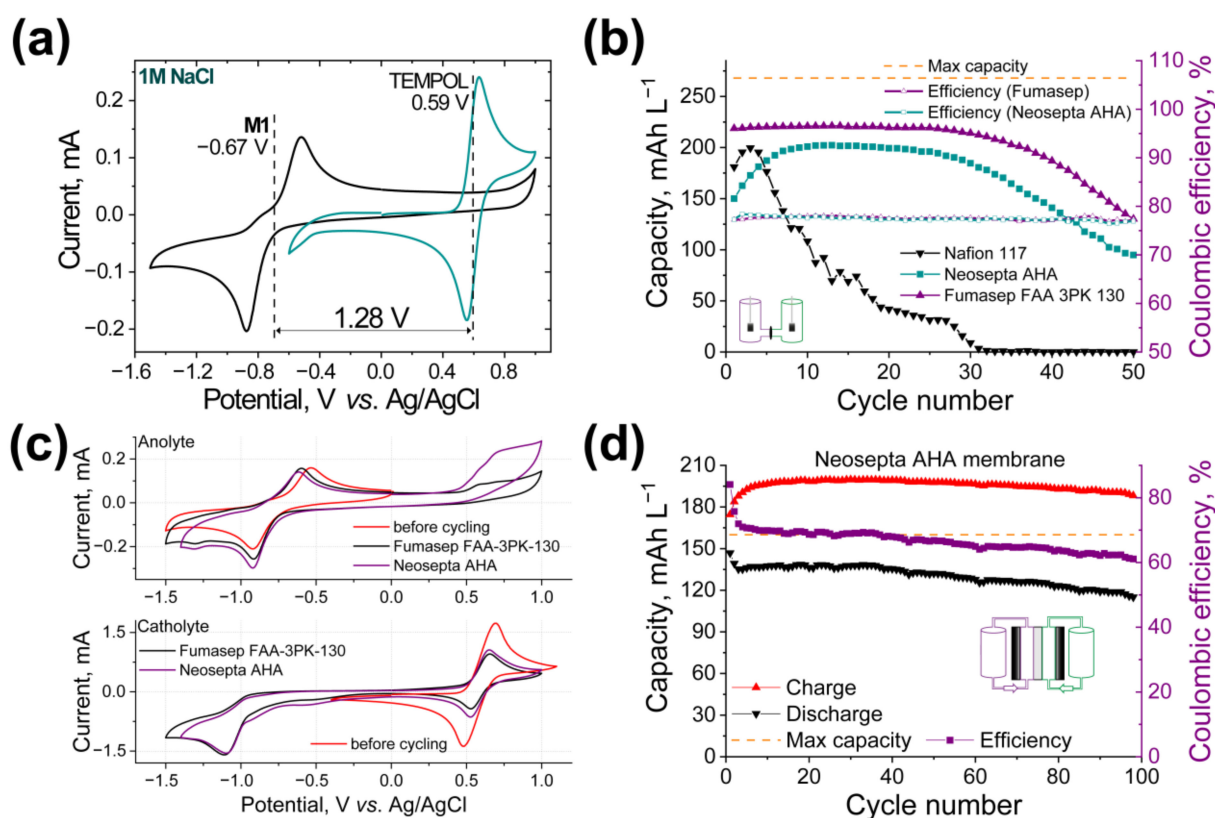 (a)
1M NaCl
TEMPOL
0.59 V
M1
−0.67 V
1.28 V
0.2
0.1
0.0
−0.1
−0.2
Current, mA
−1.6 −1.2 −0.8 −0.4 0.0 0.4 0.8
Potential, V vs. Ag/AgCl
(b)
Max capacity
Efficiency (Fumasep)
Efficiency (Neosepta AHA)
Nafion 117
Neosepta AHA
Fumasep FAA 3PK 130
250
225
200
175
150
125
100
75
50
25
0
Capacity, mAh L−1
110
100
90
80
70
60
50
Coulombic efficiency, %
0 10 20 30 40 50
Cycle number
(c)
Anolyte
before cycling
Fumasep FAA-3PK-130
Neosepta AHA
0.2
0.0
−0.2
Current, mA
−1.5 −1.0 −0.5 0.0 0.5 1.0
Catholyte
Fumasep FAA-3PK-130
Neosepta AHA
before cycling
1.5
0.0
−1.5
Current, mA
−1.5 −1.0 −0.5 0.0 0.5 1.0
Potential, V vs. Ag/AgCl
(d)
Neosepta AHA membrane
Charge
Discharge
Max capacity
Efficiency
210
180
150
120
90
60
30
0
Capacity, mAh L−1
80
60
40
20
0
Coulombic efficiency, %
0 20 40 60 80 100
Cycle number